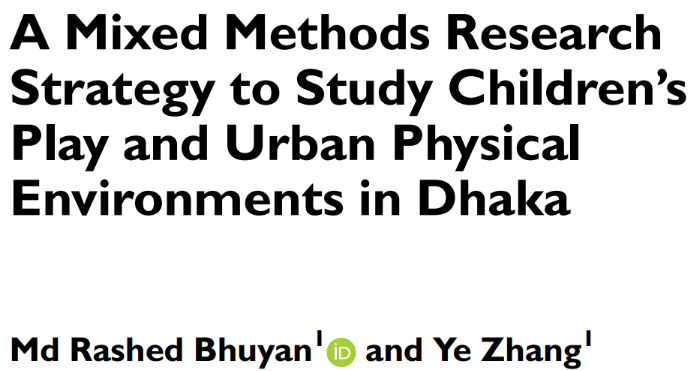 A Mixed Methods Research
Strategy to Study Children’s
Play and Urban Physical
Environments in Dhaka
Md Rashed Bhuyan¹ iD and Ye Zhang¹